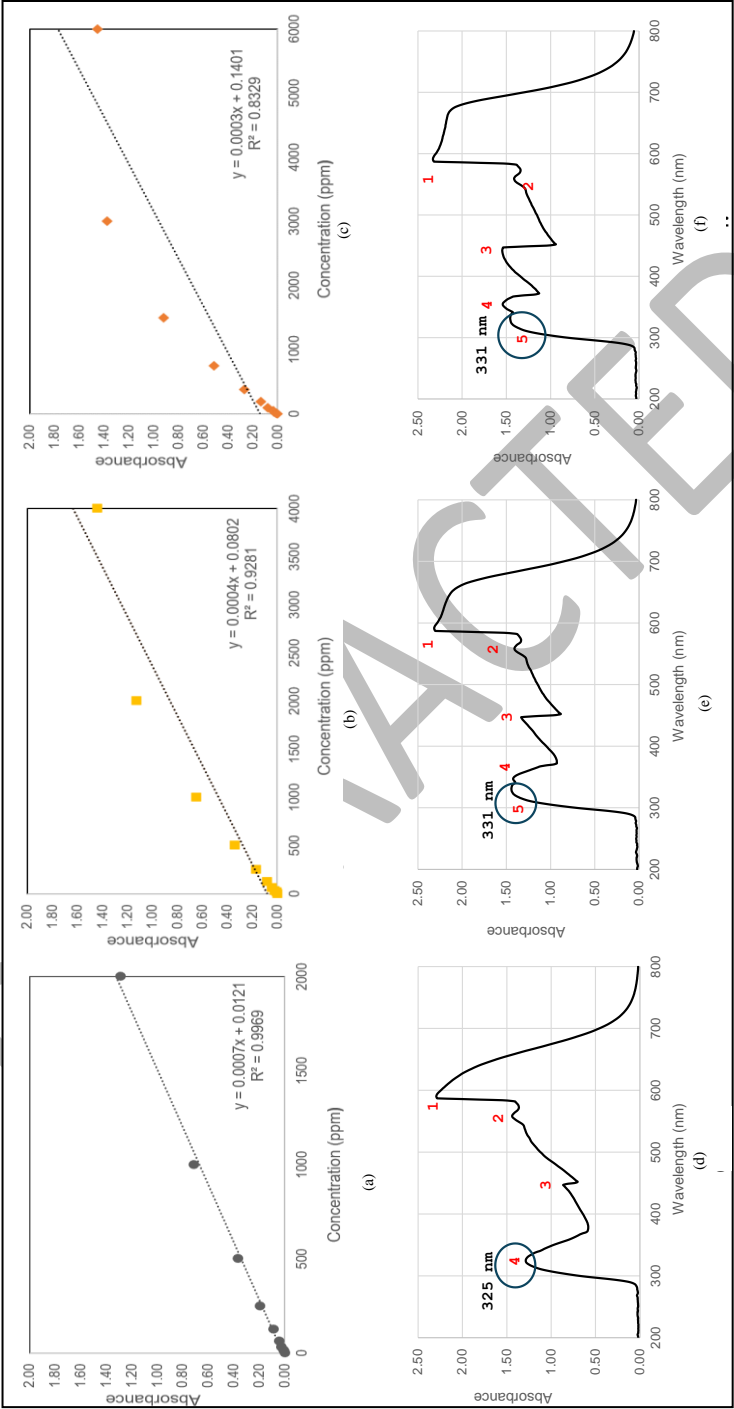 2.00
1.80
1.60
1.40
1.20
1.00
0.80
0.60
0.40
0.20
0.00
Absorbance
y = 0.0007x + 0.0121
R² = 0.9969
0 500 1000 1500 2000
Concentration (ppm)
(a)
2.00
1.80
1.60
1.40
1.20
1.00
0.80
0.60
0.40
0.20
0.00
Absorbance
y = 0.0004x + 0.0802
R² = 0.9281
0 500 1000 1500 2000 2500 3000 3500 4000
Concentration (ppm)
(b)
2.00
1.80
1.60
1.40
1.20
1.00
0.80
0.60
0.40
0.20
0.00
Absorbance
y = 0.0003x + 0.1401
R² = 0.8329
0 1000 2000 3000 4000 5000 6000
Concentration (ppm)
(c)
2.50
2.00
1.50
1.00
0.50
0.00
Absorbance
1
2
3
4
325 nm
200 300 400 500 600 700 800
Wavelength (nm)
(d)
2.50
2.00
1.50
1.00
0.50
0.00
Absorbance
1
2
3
4
5
331 nm
200 300 400 500 600 700 800
Wavelength (nm)
(e)
2.50
2.00
1.50
1.00
0.50
0.00
Absorbance
1
2
3
4
5
331 nm
200 300 400 500 600 700 800
Wavelength (nm)
(f)
ACTED